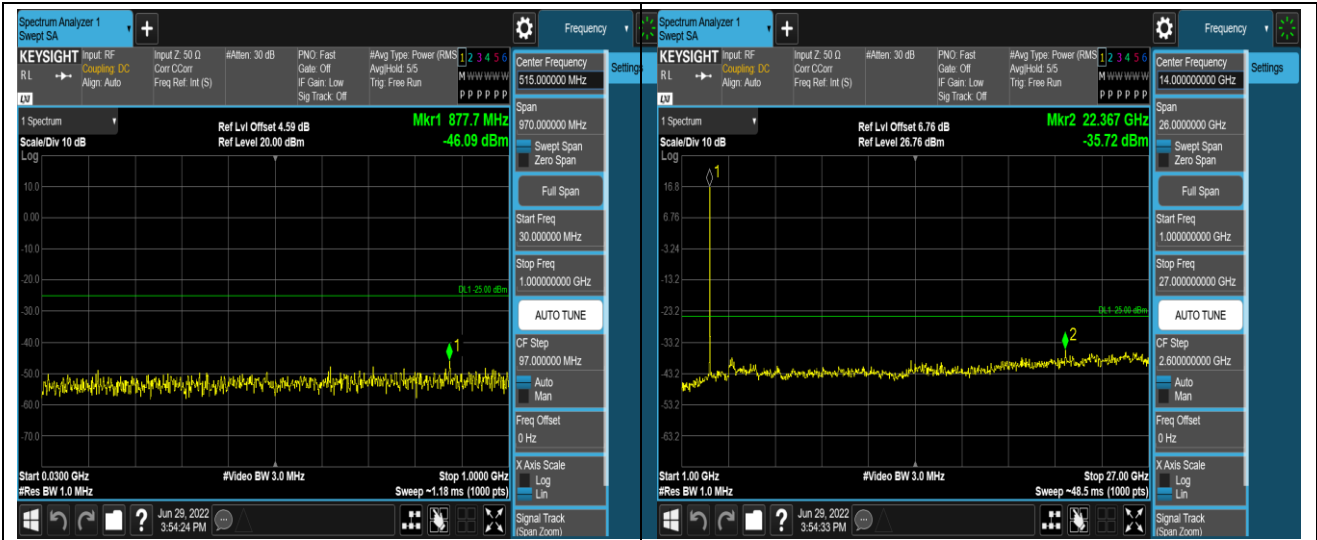 Spectrum Analyzer 1
Swept SA
+
Frequency
KEYSIGHT
RL
LXI
Input: RF
Coupling: DC
Align: Auto
Input Z: 50 Ω
Corr CCorr
Freq Ref: Int (S)
#Atten: 30 dB
PNO: Fast
Gate: Off
IF Gain: Low
Sig Track: Off
#Avg Type: Power (RMS
Avg|Hold: 5/5
Trig: Free Run
1 2 3 4 5 6
M W W W W W
P P P P P P
1 Spectrum
Scale/Div 10 dB
Log
Ref Lvl Offset 4.59 dB
Ref Level 20.00 dBm
Mkr1 877.7 MHz
-46.09 dBm
10.0
0.00
-10.0
-20.0
DL1 -25.00 dBm
-30.0
-40.0
1
-50.0
-60.0
-70.0
Start 0.0300 GHz
#Res BW 1.0 MHz
#Video BW 3.0 MHz
Stop 1.0000 GHz
Sweep ~1.18 ms (1000 pts)
Jun 29, 2022
3:54:24 PM
Center Frequency
515.000000 MHz
Settings
Span
970.000000 MHz
Swept Span
Zero Span
Full Span
Start Freq
30.000000 MHz
Stop Freq
1.000000000 GHz
AUTO TUNE
CF Step
97.000000 MHz
Auto
Man
Freq Offset
0 Hz
X Axis Scale
Log
Lin
Signal Track
(Span Zoom)
Spectrum Analyzer 1
Swept SA
+
Frequency
KEYSIGHT
RL
LXI
Input: RF
Coupling: DC
Align: Auto
Input Z: 50 Ω
Corr CCorr
Freq Ref: Int (S)
#Atten: 30 dB
PNO: Fast
Gate: Off
IF Gain: Low
Sig Track: Off
#Avg Type: Power (RMS
Avg|Hold: 5/5
Trig: Free Run
1 2 3 4 5 6
M W W W W W
P P P P P P
1 Spectrum
Scale/Div 10 dB
Log
Ref Lvl Offset 6.76 dB
Ref Level 26.76 dBm
Mkr2 22.367 GHz
-35.72 dBm
1
16.8
6.76
-3.24
-13.2
-23.2
DL1 -25.00 dBm
-33.2
2
-43.2
-53.2
-63.2
Start 1.00 GHz
#Res BW 1.0 MHz
#Video BW 3.0 MHz
Stop 27.00 GHz
Sweep ~48.5 ms (1000 pts)
Jun 29, 2022
3:54:33 PM
Center Frequency
14.000000000 GHz
Settings
Span
26.0000000 GHz
Swept Span
Zero Span
Full Span
Start Freq
1.000000000 GHz
Stop Freq
27.000000000 GHz
AUTO TUNE
CF Step
2.600000000 GHz
Auto
Man
Freq Offset
0 Hz
X Axis Scale
Log
Lin
Signal Track
(Span Zoom)